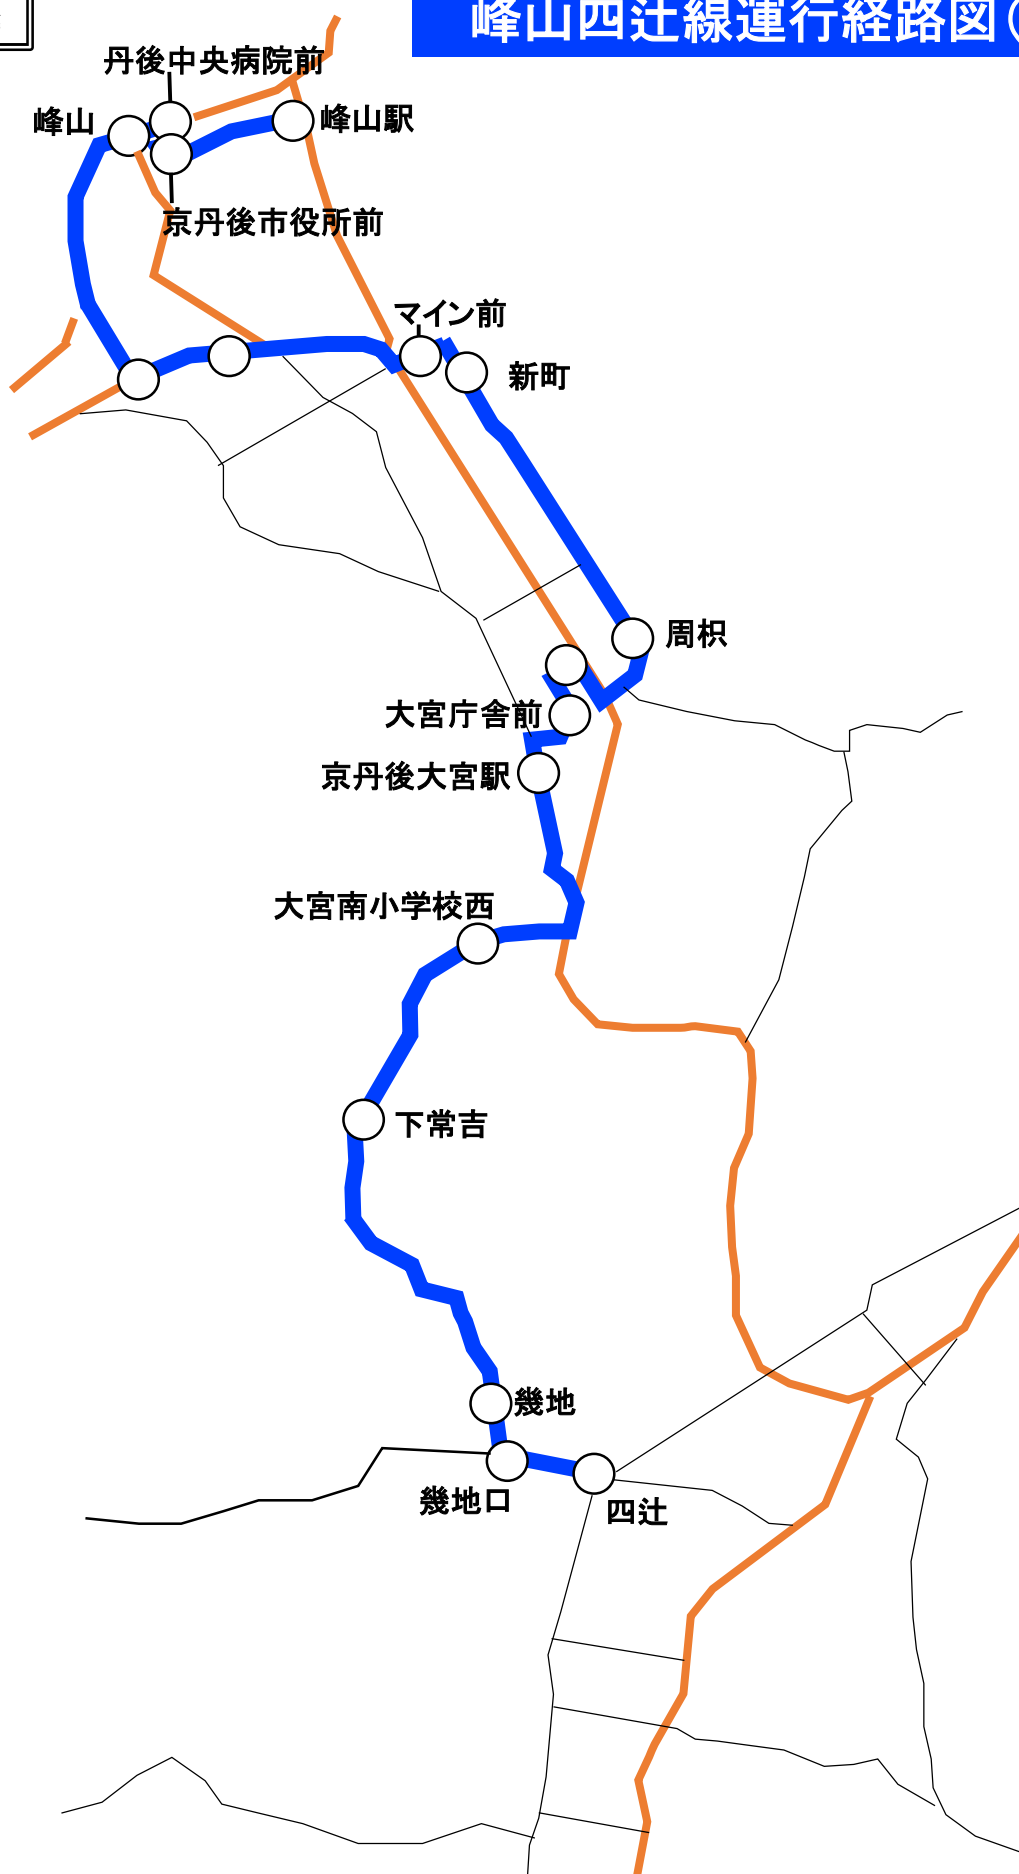 峰山四辻線運行経路図（
丹後中央病院前
峰山
峰山駅
京丹後市役所前
マイン前
新町
周枳
大宮庁舎前
京丹後大宮駅
大宮南小学校西
下常吉
幾地
幾地口
四辻